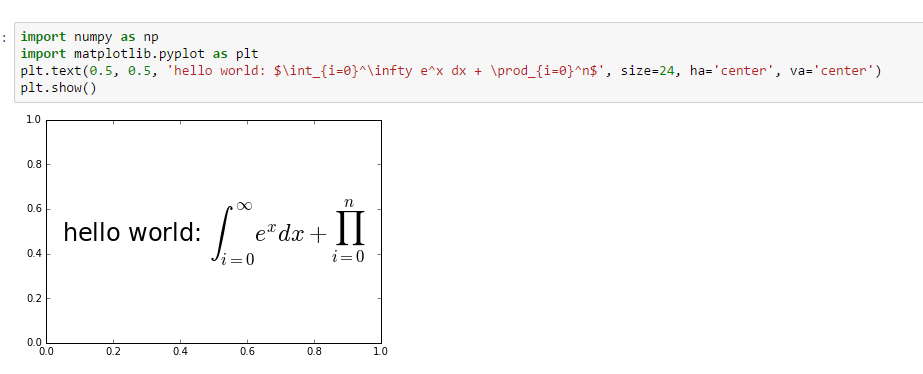 : import numpy as np
import matplotlib.pyplot as plt
plt.text(0.5, 0.5, 'hello world: $\int_{i=0}^\infty e^x dx + \prod_{i=0}^n$', size=24, ha='center', va='center')
plt.show()
1.0
0.8
0.6
hello world: ∫_{i=0}^∞ e^x dx + ∏_{i=0}^n
0.4
0.2
0.0
0.0 0.2 0.4 0.6 0.8 1.0